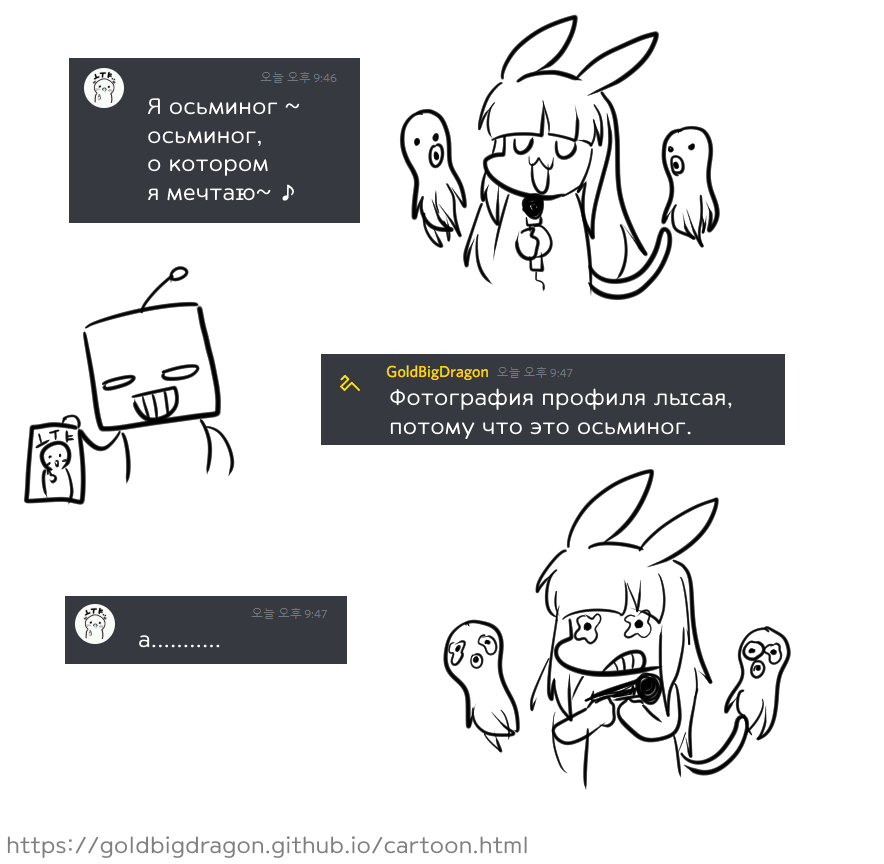 오늘 오후 9:46
Я осьминог ~
осьминог,
о котором
я мечтаю~ ♪
GoldBigDragon 오늘 오후 9:47
Фотография профиля лысая,
потому что это осьминог.
오늘 오후 9:47
а...........
https://goldbigdragon.github.io/cartoon.html